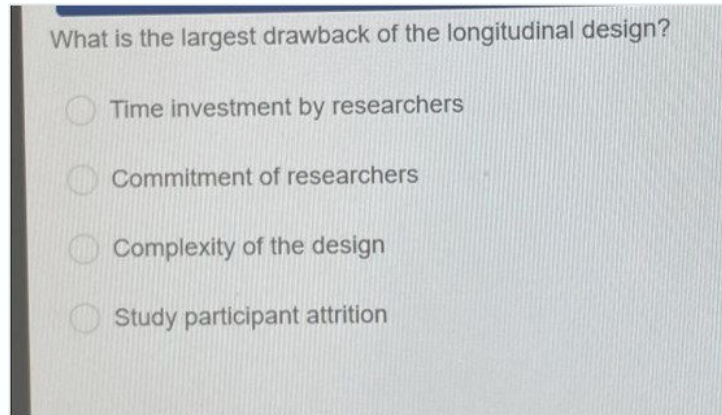 What is the largest drawback of the longitudinal design?
Time investment by researchers
Commitment of researchers
Complexity of the design
Study participant attrition